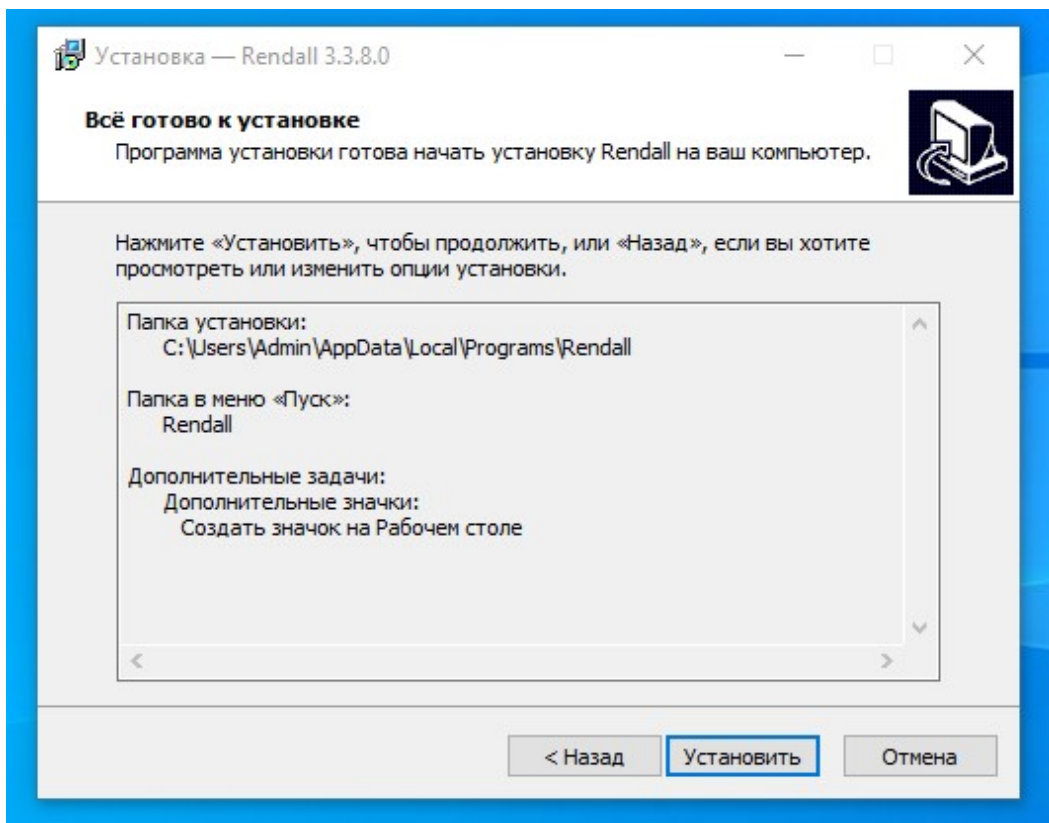 Установка — Rendall 3.3.8.0
Всё готово к установке
Программа установки готова начать установку Rendall на ваш компьютер.
Нажмите «Установить», чтобы продолжить, или «Назад», если вы хотите
просмотреть или изменить опции установки.
Папка установки:
C:\Users\Admin\AppData\Local\Programs\Rendall
Папка в меню «Пуск»:
Rendall
Дополнительные задачи:
Дополнительные значки:
Создать значок на Рабочем столе
< Назад
Установить
Отмена